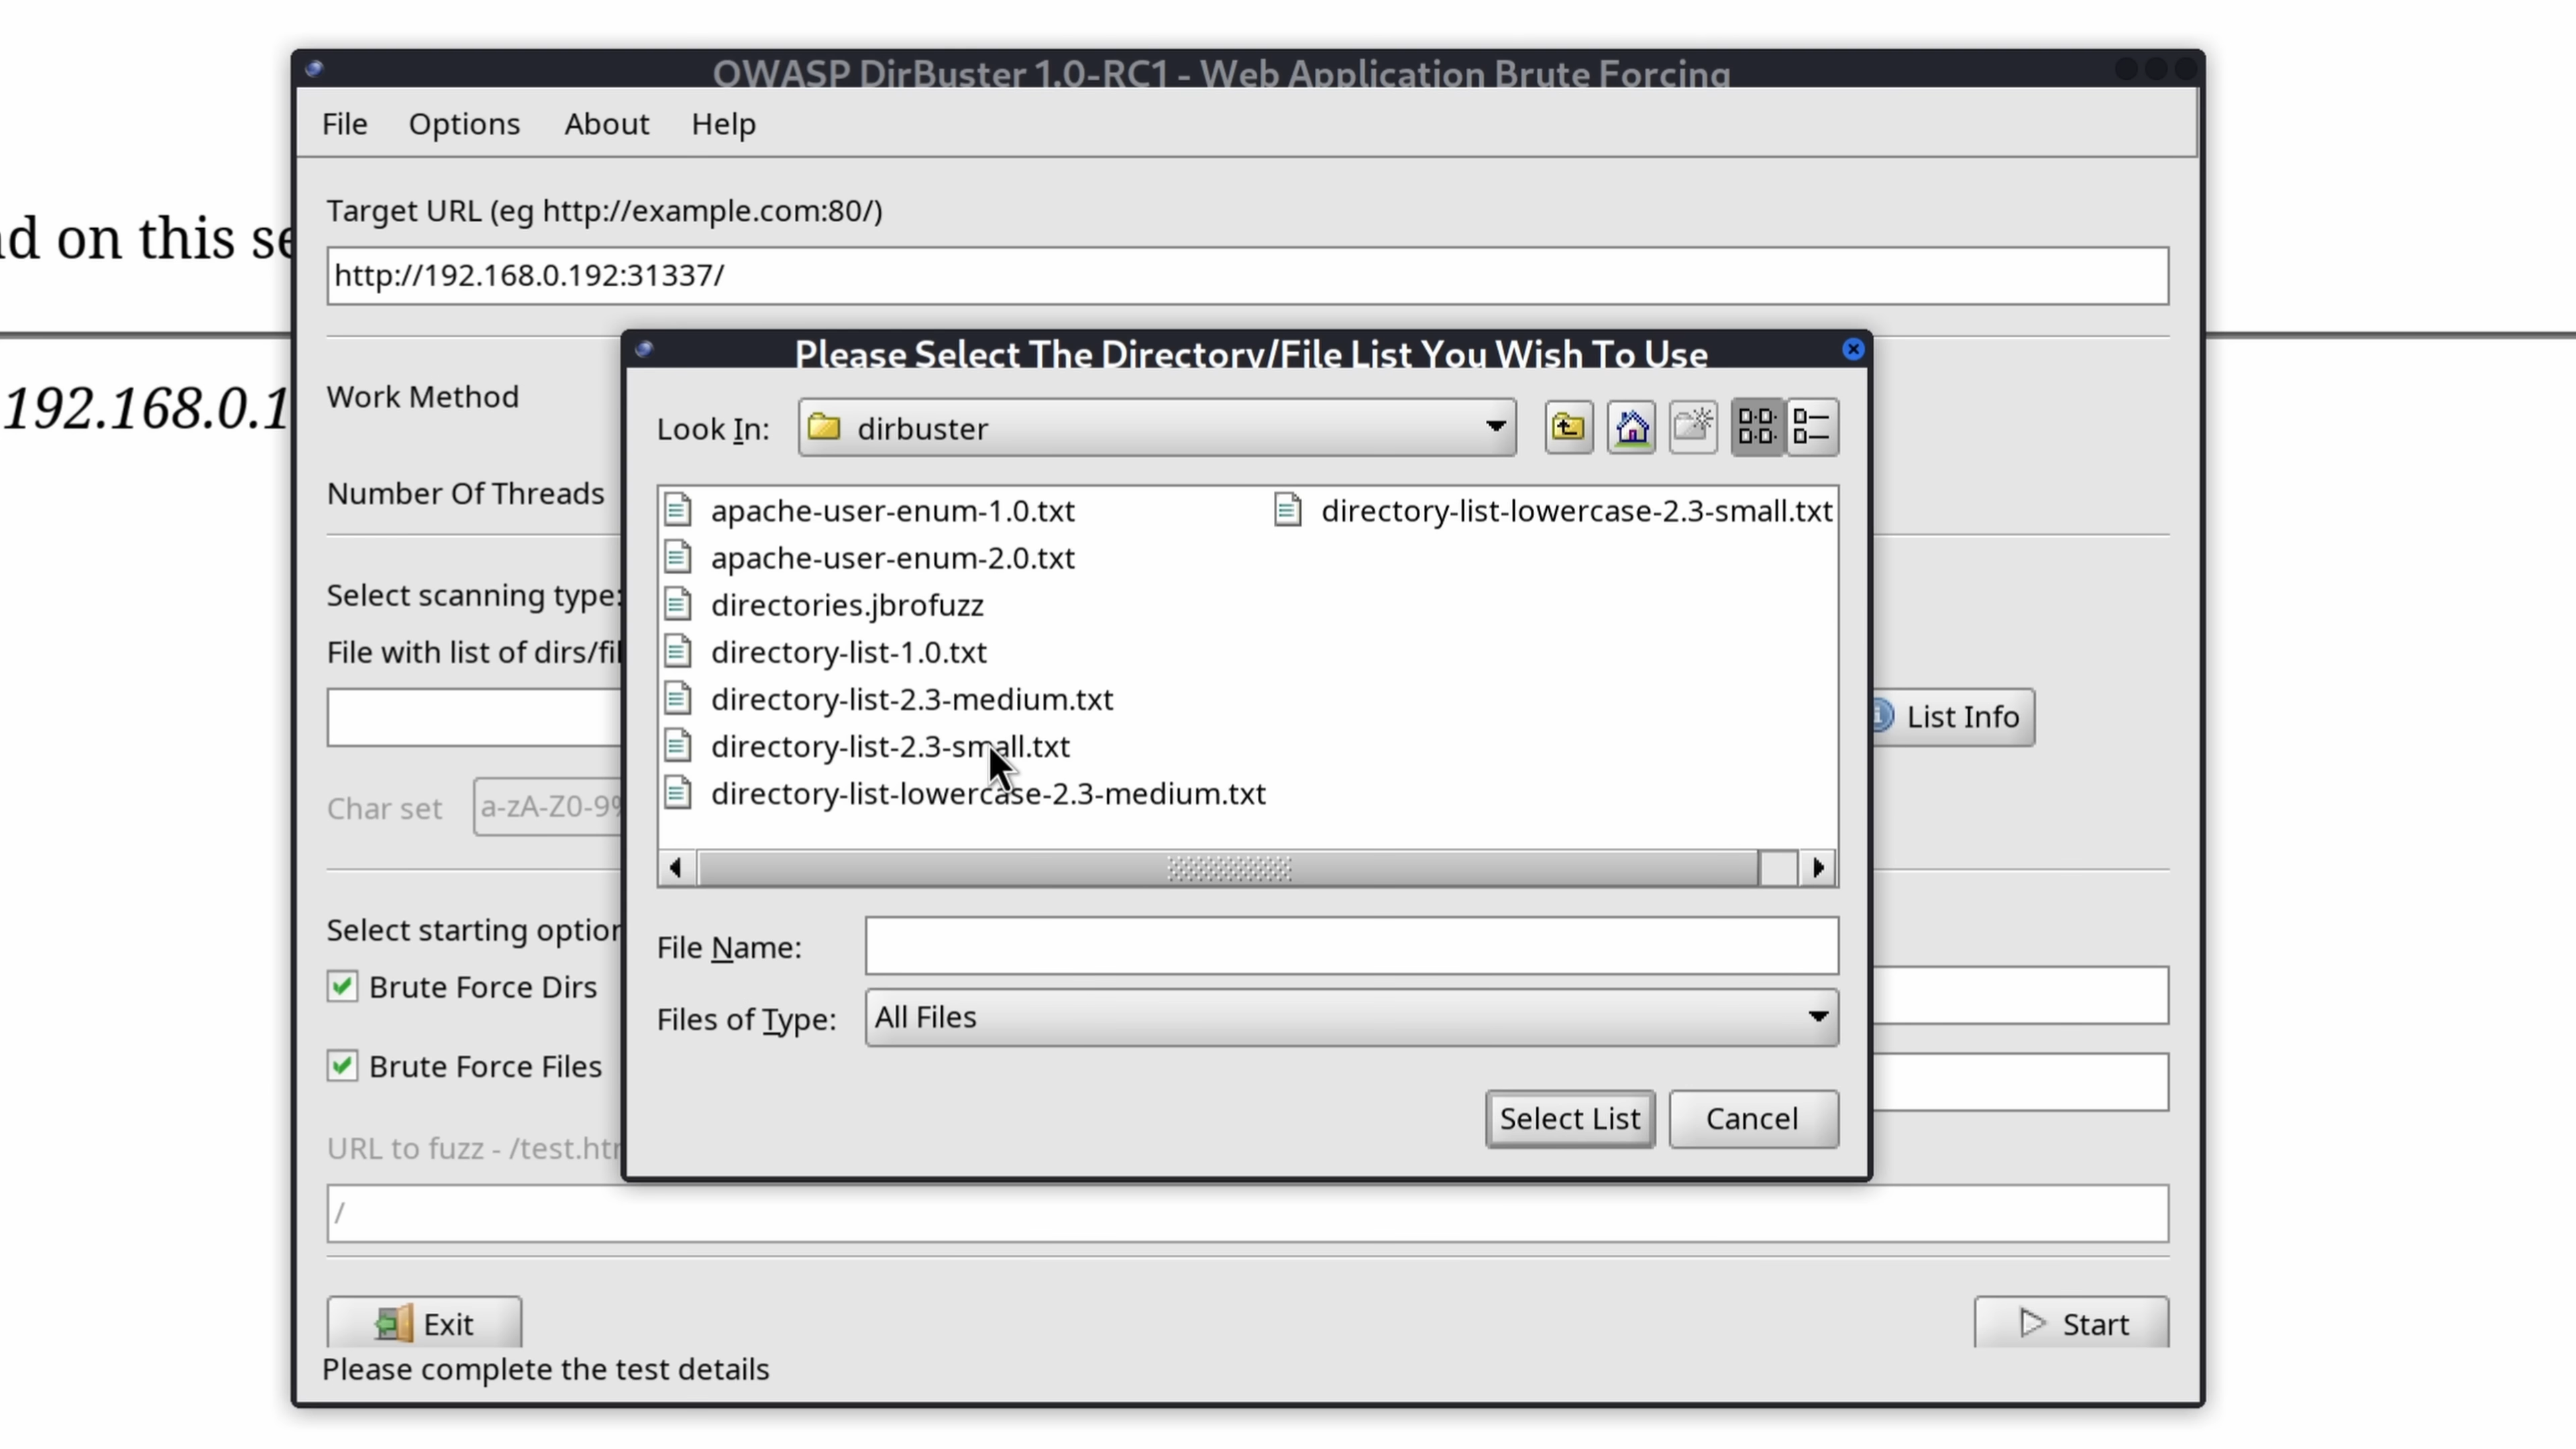 OWASP DirBuster 1.0-RC1 - Web Application Brute Forcing
File Options About Help
Target URL (eg http://example.com:80/)
on this
http://192.168.0.192:31337/
Please Select The Directory/File List You Wish To Use
Work Method
192.168.0.1
Look In: dirbuster
Number Of Threads
apache-user-enum-1.0.txt
apache-user-enum-2.0.txt
directories.jbrofuzz
directory-list-1.0.txt
directory-list-2.3-medium.txt
directory-list-2.3-small.txt
directory-list-lowercase-2.3-medium.txt
directory-list-lowercase-2.3-small.txt
Select scanning type:
File with list of
List Info
Char set a-zA-Z0-9
File Name:
Files of Type: All Files
Select List Cancel
Select starting
Brute Force Dirs
Brute Force Files
URL to fuzz -
/
Exit
Start
Please complete the test details